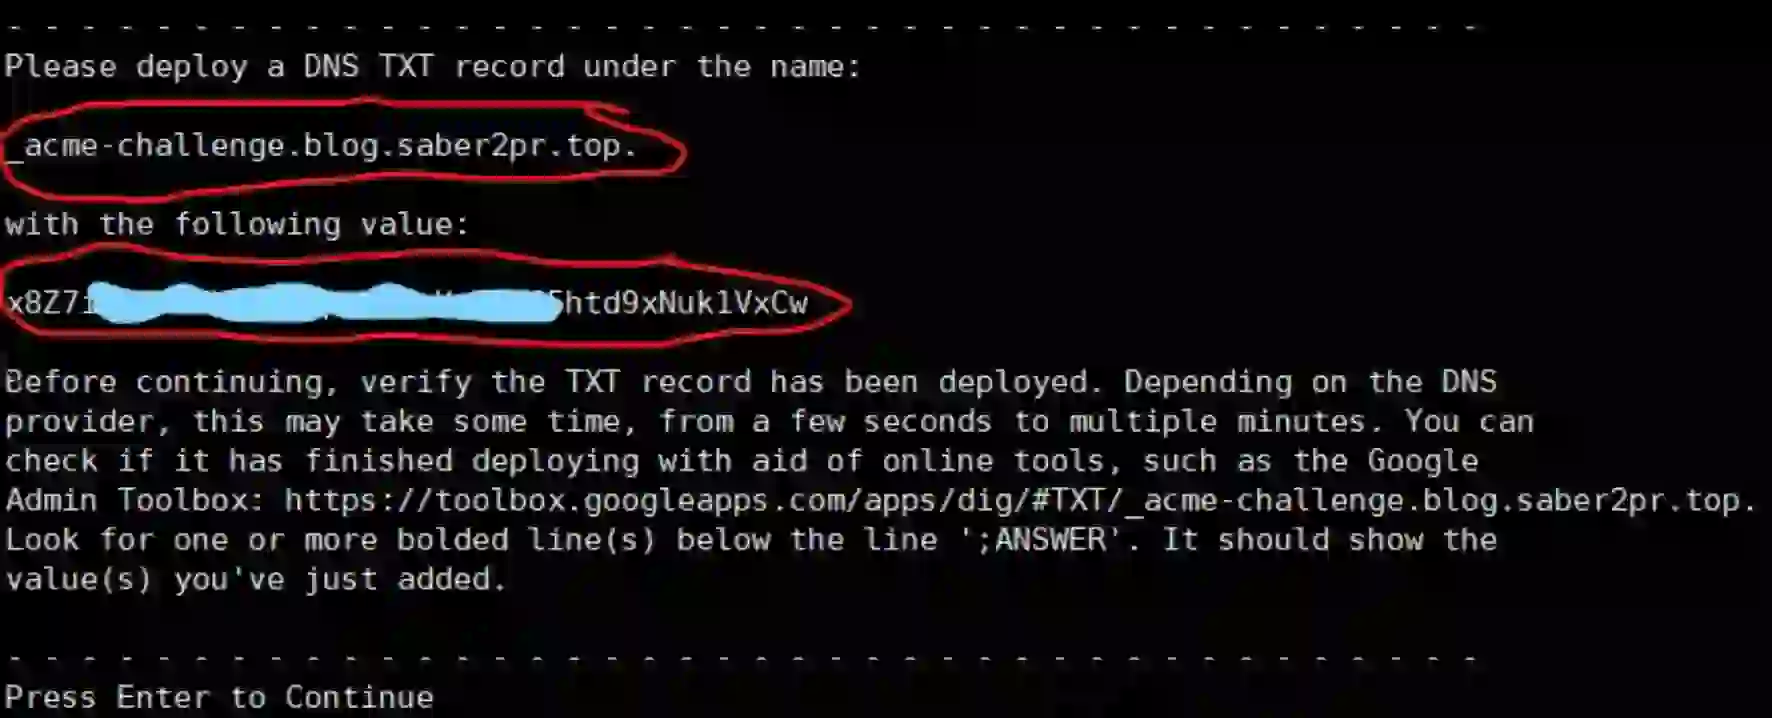 Please deploy a DNS TXT record under the name:
_acme-challenge.blog.saber2pr.top.
with the following value:
x8Z7i 5htd9xNuk1VxCw
Before continuing, verify the TXT record has been deployed. Depending on the DNS
provider, this may take some time, from a few seconds to multiple minutes. You can
check if it has finished deploying with aid of online tools, such as the Google
Admin Toolbox: https://toolbox.googleapps.com/apps/dig/#TXT/_acme-challenge.blog.saber2pr.top.
Look for one or more bolded line(s) below the line ';ANSWER'. It should show the
value(s) you've just added.
Press Enter to Continue